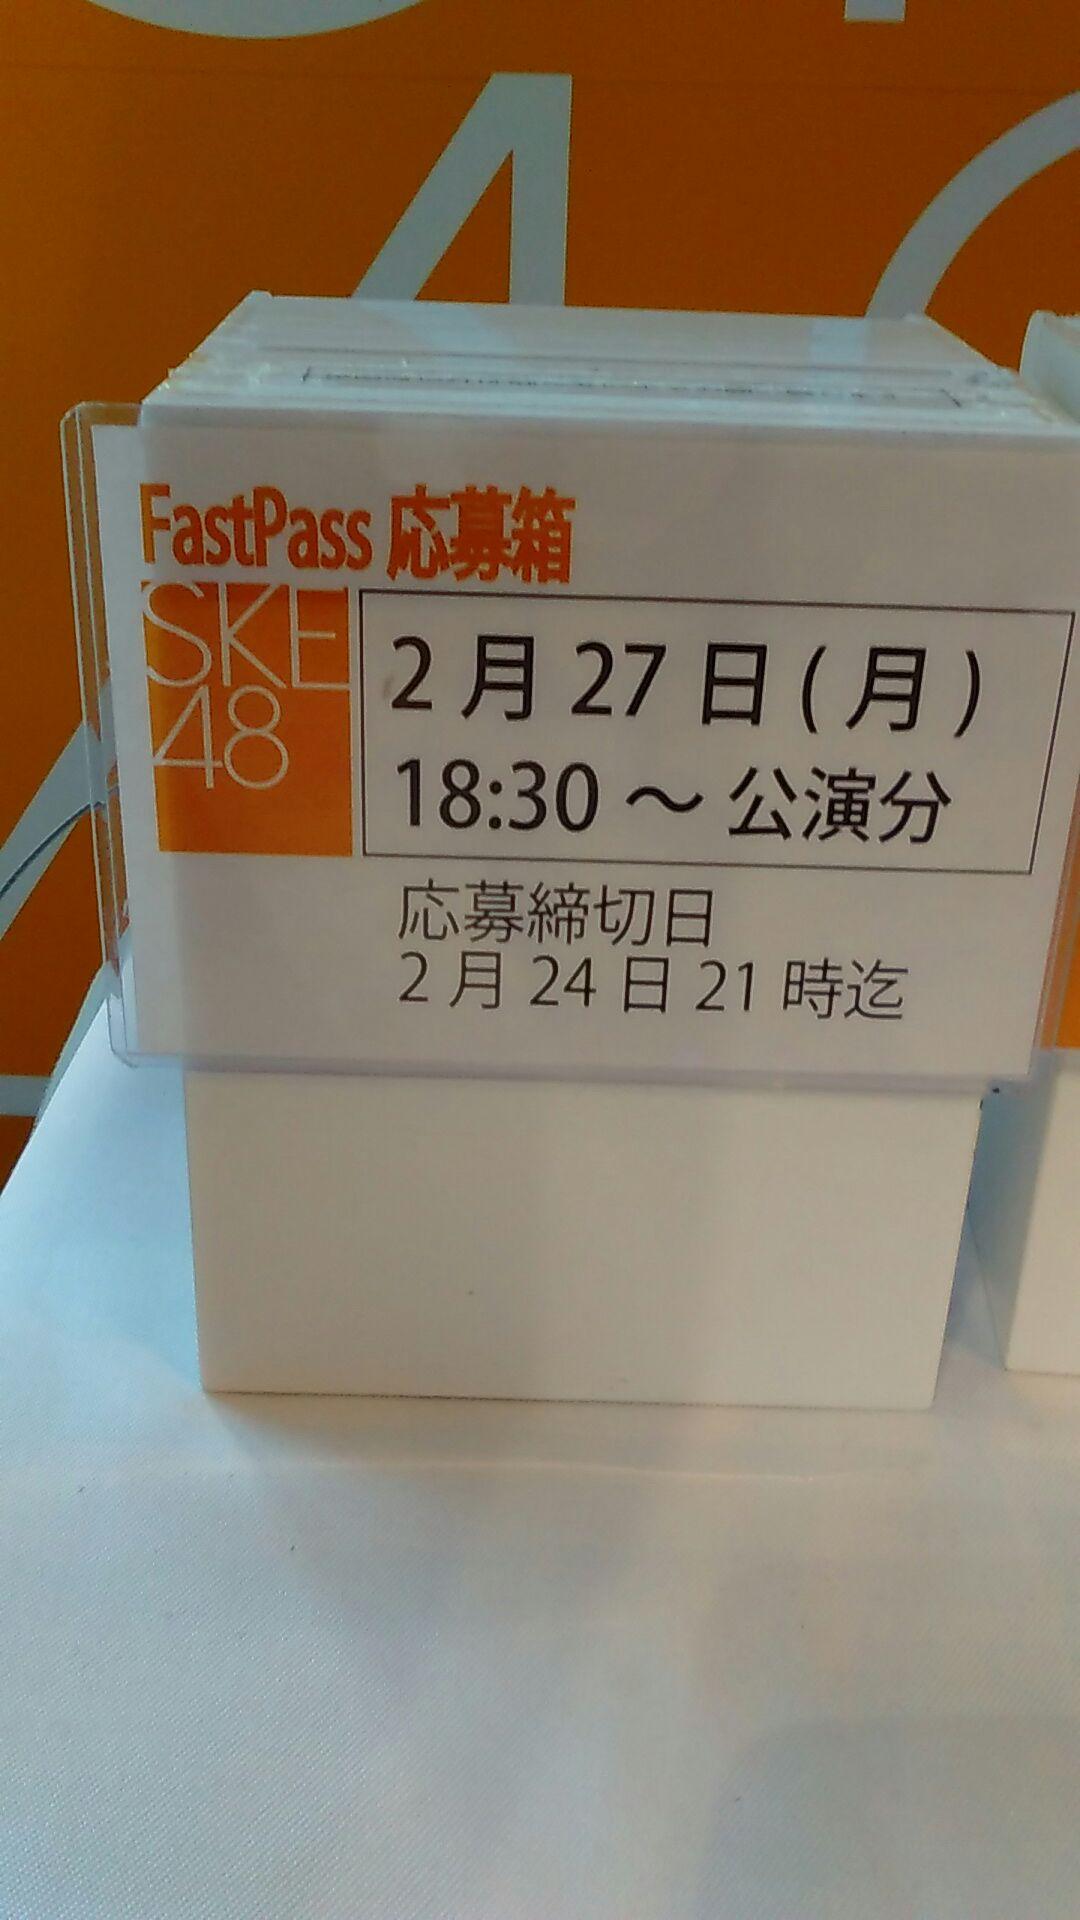 FastPass 応募箱
SKE
48
2月27日(月)
18:30～公演分
応募締切日
2月24日21時迄